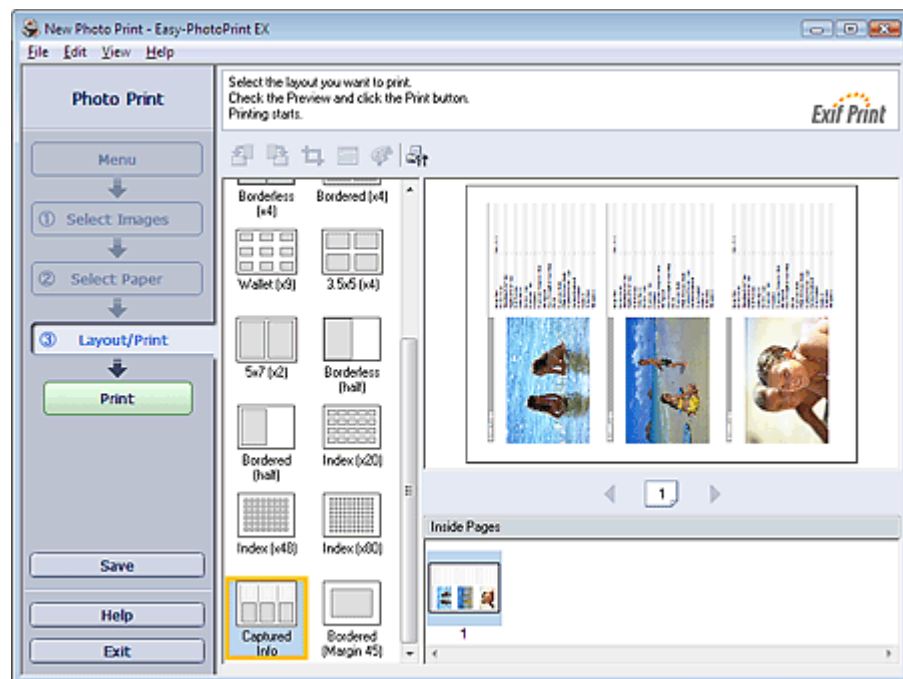 New Photo Print - Easy-PhotoPrint EX
File Edit View Help
Photo Print
Select the layout you want to print.
Check the Preview and click the Print button.
Printing starts.
Exif Print
Menu
① Select Images
② Select Paper
③ Layout/Print
Print
Save
Help
Exit
Borderless
(x4)
Bordered (x4)
Wallet (x9)
3.5x5 (x4)
5x7 (x2)
Borderless
(half)
Bordered
(half)
Index (x20)
Index (x48)
Index (x80)
Captured
Info
Bordered
(Margin 45)
1
Inside Pages
1